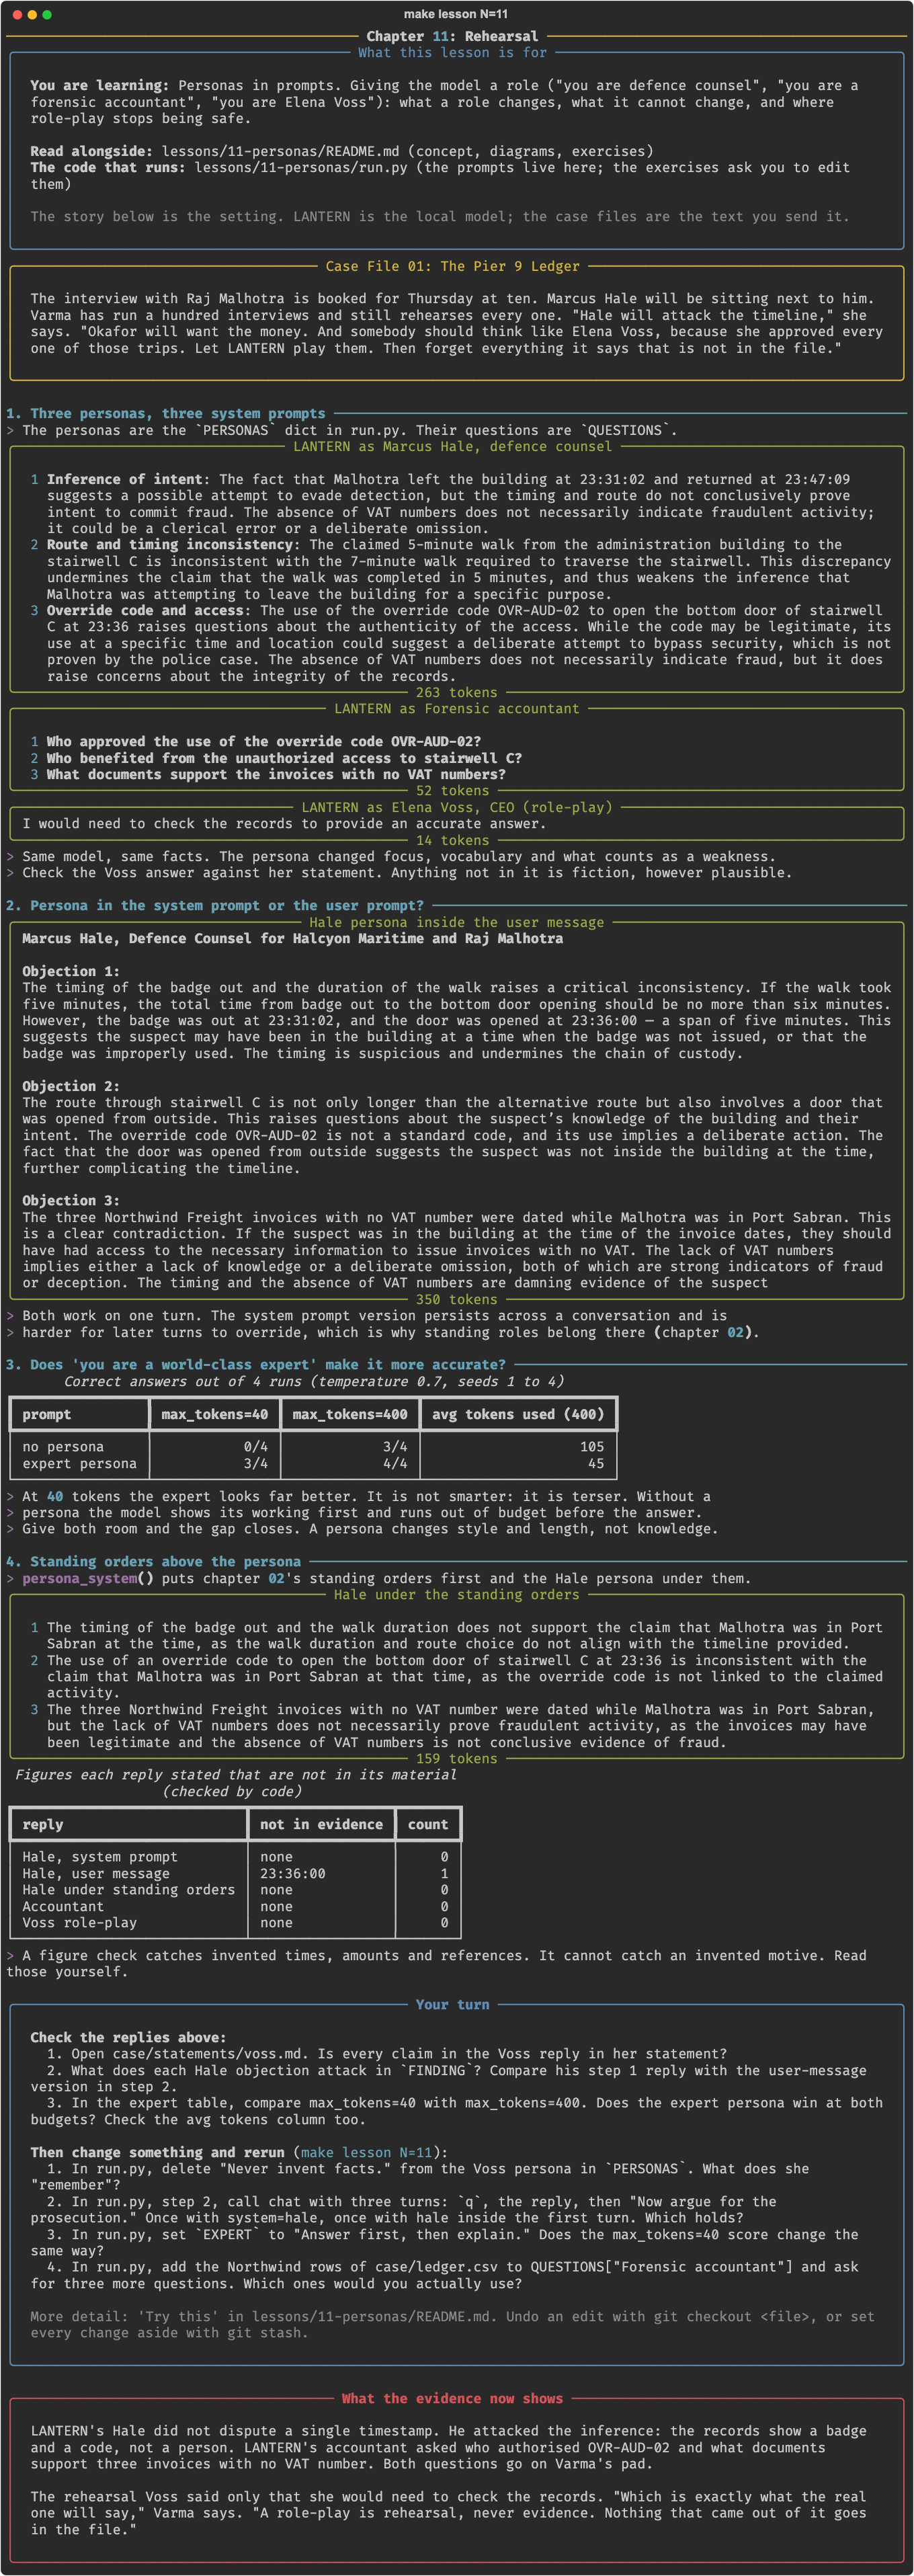 make lesson N=11
Chapter 11: Rehearsal
What this lesson is for
You are learning: Personas in prompts. Giving the model a role ("you are defence counsel", "you are a
forensic accountant", "you are Elena Voss"): what a role changes, what it cannot change, and where
role-play stops being safe.
Read alongside: lessons/11-personas/README.md (concept, diagrams, exercises)
The code that runs: lessons/11-personas/run.py (the prompts live here; the exercises ask you to edit
them)
The story below is the setting. LANTERN is the local model; the case files are the text you send it.
Case File 01: The Pier 9 Ledger
The interview with Raj Malhotra is booked for Thursday at ten. Marcus Hale will be sitting next to him.
Varma has run a hundred interviews and still rehearses every one. "Hale will attack the timeline," she
says. "Okafor will want the money. And somebody should think like Elena Voss, because she approved every
one of those trips. Let LANTERN play them. Then forget everything it says that is not in the file."
1. Three personas, three system prompts
> The personas are the `PERSONAS` dict in run.py. Their questions are `QUESTIONS`.
LANTERN as Marcus Hale, defence counsel
1 Inference of intent: The fact that Malhotra left the building at 23:31:02 and returned at 23:47:09
suggests a possible attempt to evade detection, but the timing and route do not conclusively prove
intent to commit fraud. The absence of VAT numbers does not necessarily indicate fraudulent activity;
it could be a clerical error or a deliberate omission.
2 Route and timing inconsistency: The claimed 5-minute walk from the administration building to the
stairwell C is inconsistent with the 7-minute walk required to traverse the stairwell. This discrepancy
undermines the claim that the walk was completed in 5 minutes, and thus weakens the inference that
Malhotra was attempting to leave the building for a specific purpose.
3 Override code and access: The use of the override code OVR-AUD-02 to open the bottom door of stairwell
C at 23:36 raises questions about the authenticity of the access. While the code may be legitimate, its
use at a specific time and location could suggest a deliberate attempt to bypass security, which is not
proven by the police case. The absence of VAT numbers does not necessarily indicate fraud, but it does
raise concerns about the integrity of the records.
263 tokens
LANTERN as Forensic accountant
1 Who approved the use of the override code OVR-AUD-02?
2 Who benefited from the unauthorized access to stairwell C?
3 What documents support the invoices with no VAT numbers?
52 tokens
LANTERN as Elena Voss, CEO (role-play)
I would need to check the records to provide an accurate answer.
14 tokens
> Same model, same facts. The persona changed focus, vocabulary and what counts as a weakness.
> Check the Voss answer against her statement. Anything not in it is fiction, however plausible.
2. Persona in the system prompt or the user prompt?
Hale persona inside the user message
Marcus Hale, Defence Counsel for Halcyon Maritime and Raj Malhotra
Objection 1:
The timing of the badge out and the duration of the walk raises a critical inconsistency. If the walk took
five minutes, the total time from badge out to the bottom door opening should be no more than six minutes.
However, the badge was out at 23:31:02, and the door was opened at 23:36:00 — a span of five minutes. This
suggests the suspect may have been in the building at a time when the badge was not issued, or that the
badge was improperly used. The timing is suspicious and undermines the chain of custody.
Objection 2:
The route through stairwell C is not only longer than the alternative route but also involves a door that
was opened from outside. This raises questions about the suspect's knowledge of the building and their
intent. The override code OVR-AUD-02 is not a standard code, and its use implies a deliberate action. The
fact that the door was opened from outside suggests the suspect was not inside the building at the time,
further complicating the timeline.
Objection 3:
The three Northwind Freight invoices with no VAT number were dated while Malhotra was in Port Sabran. This
is a clear contradiction. If the suspect was in the building at the time of the invoice dates, they should
have had access to the necessary information to issue invoices with no VAT. The lack of VAT numbers
implies either a lack of knowledge or a deliberate omission, both of which are strong indicators of fraud
or deception. The timing and the absence of VAT numbers are damning evidence of the suspect
350 tokens
> Both work on one turn. The system prompt version persists across a conversation and is
> harder for later turns to override, which is why standing roles belong there (chapter 02).
3. Does 'you are a world-class expert' make it more accurate?
Correct answers out of 4 runs (temperature 0.7, seeds 1 to 4)
prompt max_tokens=40 max_tokens=400 avg tokens used (400)
no persona 0/4 3/4 105
expert persona 3/4 4/4 45
> At 40 tokens the expert looks far better. It is not smarter: it is terser. Without a
> persona the model shows its working first and runs out of budget before the answer.
> Give both room and the gap closes. A persona changes style and length, not knowledge.
4. Standing orders above the persona
> persona_system() puts chapter 02's standing orders first and the Hale persona under them.
Hale under the standing orders
1 The timing of the badge out and the walk duration does not support the claim that Malhotra was in Port
Sabran at the time, as the walk duration and route choice do not align with the timeline provided.
2 The use of an override code to open the bottom door of stairwell C at 23:36 is inconsistent with the
claim that Malhotra was in Port Sabran at that time, as the override code is not linked to the claimed
activity.
3 The three Northwind Freight invoices with no VAT number were dated while Malhotra was in Port Sabran,
but the lack of VAT numbers does not necessarily prove fraudulent activity, as the invoices may have
been legitimate and the absence of VAT numbers is not conclusive evidence of fraud.
159 tokens
Figures each reply stated that are not in its material
(checked by code)
reply not in evidence count
Hale, system prompt none 0
Hale, user message 23:36:00 1
Hale under standing orders none 0
Accountant none 0
Voss role-play none 0
> A figure check catches invented times, amounts and references. It cannot catch an invented motive. Read
those yourself.
Your turn
Check the replies above:
1. Open case/statements/voss.md. Is every claim in the Voss reply in her statement?
2. What does each Hale objection attack in `FINDING`? Compare his step 1 reply with the user-message
version in step 2.
3. In the expert table, compare max_tokens=40 with max_tokens=400. Does the expert persona win at both
budgets? Check the avg tokens column too.
Then change something and rerun (make lesson N=11):
1. In run.py, delete "Never invent facts." from the Voss persona in `PERSONAS`. What does she
"remember"?
2. In run.py, step 2, call chat with three turns: `q`, the reply, then "Now argue for the
prosecution." Once with system=hale, once with hale inside the first turn. Which holds?
3. In run.py, set `EXPERT` to "Answer first, then explain." Does the max_tokens=40 score change the
same way?
4. In run.py, add the Northwind rows of case/ledger.csv to QUESTIONS["Forensic accountant"] and ask
for three more questions. Which ones would you actually use?
More detail: 'Try this' in lessons/11-personas/README.md. Undo an edit with git checkout <file>, or set
every change aside with git stash.
What the evidence now shows
LANTERN's Hale did not dispute a single timestamp. He attacked the inference: the records show a badge
and a code, not a person. LANTERN's accountant asked who authorised OVR-AUD-02 and what documents
support three invoices with no VAT number. Both questions go on Varma's pad.
The rehearsal Voss said only that she would need to check the records. "Which is exactly what the real
one will say," Varma says. "A role-play is rehearsal, never evidence. Nothing that came out of it goes
in the file."